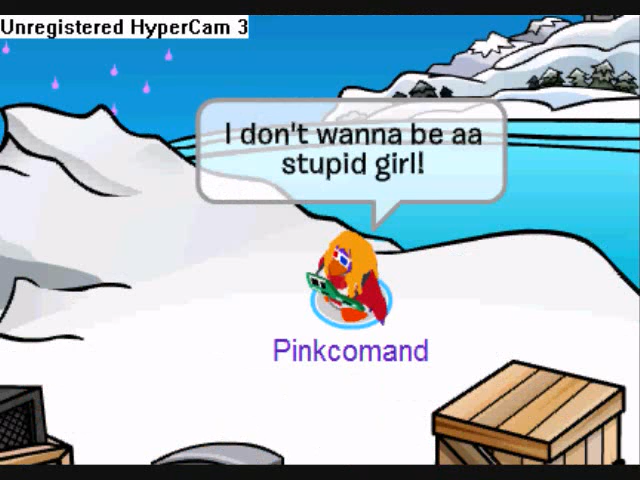 Unregistered HyperCam 3
I don't wanna be aa
stupid girl!
Pinkcomand